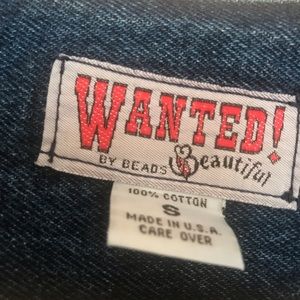 WANTED!
BY BEADS Beautiful
100% COTTON
S
MADE IN U.S.A.
CARE OVER